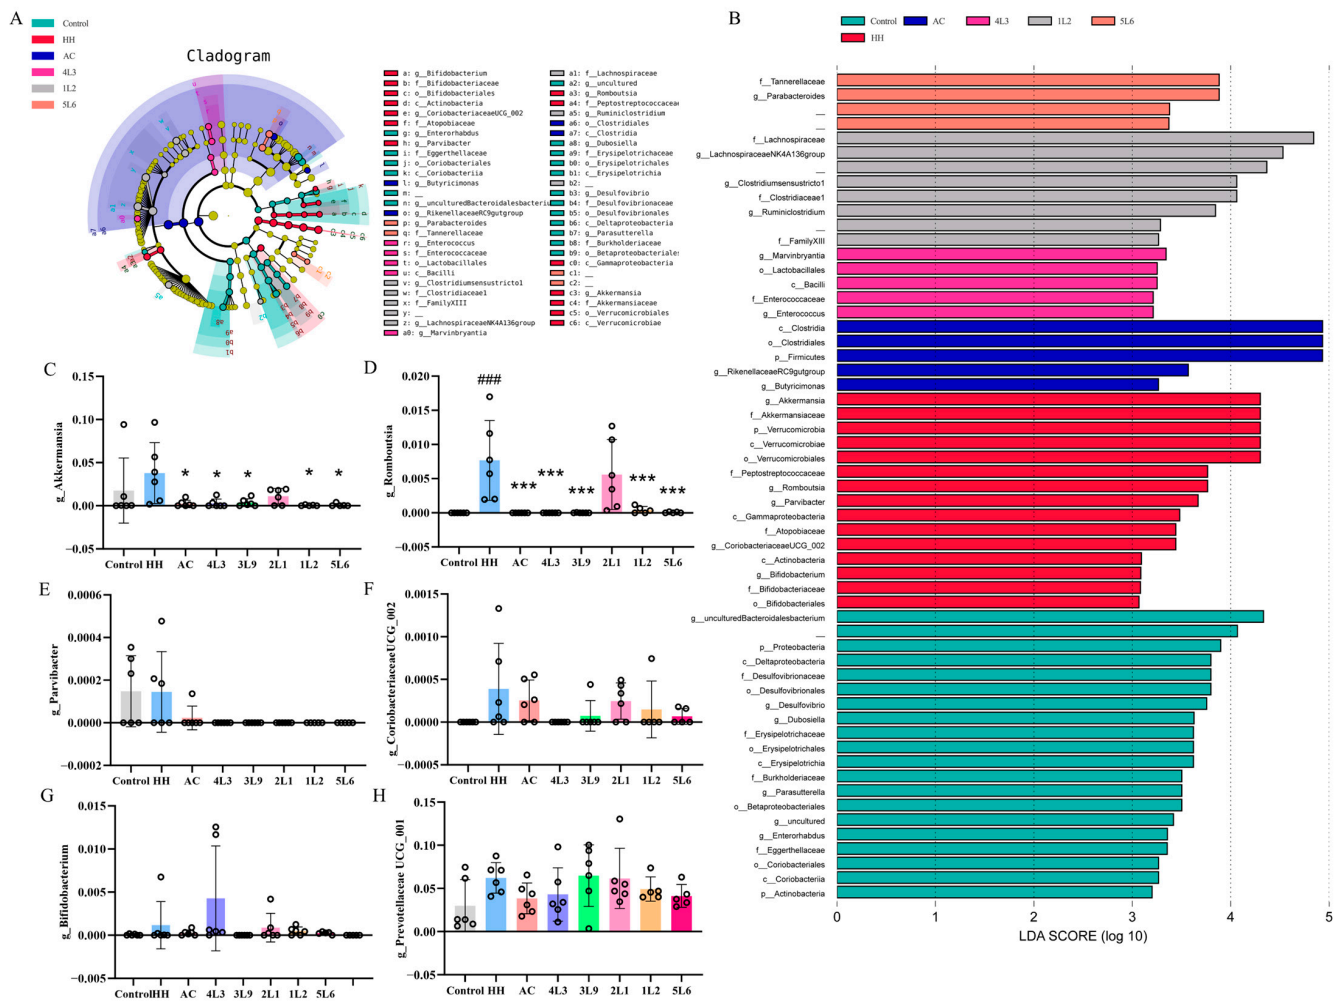 A
Control
HH
AC
4L3
1L2
5L6
Cladogram
a: g__Bifidobacterium
b: f__Bifidobacteriaceae
c: o__Bifidobacteriales
d: c__Actinobacteria
e: g__CoriobacteriaceaeUCG_002
f: f__Atopobiaceae
g: g__Enterorhabdus
h: g__Parvibacter
i: f__Eggerthellaceae
j: o__Coriobacteriales
k: c__Coriobacteriia
l: g__Butyricimonas
m: __
n: g__unculturedBacteroidalesbacteriu
o: g__RikenellaceaeRC9gutgroup
p: g__Parabacteroides
q: f__Tannerellaceae
r: g__Enterococcus
s: f__Enterococcaceae
t: o__Lactobacillales
u: c__Bacilli
v: g__Clostridiumsensustricto1
w: f__Clostridiaceae1
x: f__FamilyXIII
y: __
z: g__LachnospiraceaeNK4A136group
a0: g__Marvinbryantia
a1: f__Lachnospiraceae
a2: g__uncultured
a3: g__Romboutsia
a4: f__Peptostreptococcaceae
a5: g__Ruminiclostridium
a6: o__Clostridiales
a7: c__Clostridia
a8: g__Dubosiella
a9: f__Erysipelotrichaceae
b0: o__Erysipelotrichales
b1: c__Erysipelotrichia
b2: __
b3: g__Desulfovibrio
b4: f__Desulfovibrionaceae
b5: o__Desulfovibrionales
b6: c__Deltaproteobacteria
b7: g__Parasutterella
b8: f__Burkholderiaceae
b9: o__Betaproteobacteriales
c0: c__Gammaproteobacteria
c1: __
c2: __
c3: g__Akkermansia
c4: f__Akkermansiaceae
c5: o__Verrucomicrobiales
c6: c__Verrucomicrobiae
B
Control
AC
4L3
1L2
5L6
HH
f__Tannerellaceae
g__Parabacteroides
__
__
f__Lachnospiraceae
g__LachnospiraceaeNK4A136group
__
g__Clostridiumsensustricto1
f__Clostridiaceae1
g__Ruminiclostridium
__
f__FamilyXIII
g__Marvinbryantia
o__Lactobacillales
c__Bacilli
f__Enterococcaceae
g__Enterococcus
c__Clostridia
o__Clostridiales
p__Firmicutes
g__RikenellaceaeRC9gutgroup
g__Butyricimonas
g__Akkermansia
f__Akkermansiaceae
p__Verrucomicrobia
c__Verrucomicrobiae
o__Verrucomicrobiales
f__Peptostreptococcaceae
g__Romboutsia
g__Parvibacter
c__Gammaproteobacteria
f__Atopobiaceae
g__CoriobacteriaceaeUCG_002
c__Actinobacteria
g__Bifidobacterium
f__Bifidobacteriaceae
o__Bifidobacteriales
g__unculturedBacteroidalesbacterium
__
p__Proteobacteria
c__Deltaproteobacteria
f__Desulfovibrionaceae
o__Desulfovibrionales
g__Desulfovibrio
g__Dubosiella
f__Erysipelotrichaceae
o__Erysipelotrichales
c__Erysipelotrichia
f__Burkholderiaceae
g__Parasutterella
o__Betaproteobacteriales
g__uncultured
g__Enterorhabdus
f__Eggerthellaceae
o__Coriobacteriales
c__Coriobacteriia
p__Actinobacteria
0 1 2 3 4 5
LDA SCORE (log 10)
C
g_Akkermansia
0.15
0.10
0.05
0.00
−0.05
* * * * *
Control HH AC 4L3 3L9 2L1 1L2 5L6
D
g_Romboutsia
0.020
0.015
0.010
0.005
0.000
−0.005
###
*** *** *** *** ***
Control HH AC 4L3 3L9 2L1 1L2 5L6
E
g_Parvibacter
0.0006
0.0004
0.0002
0.0000
−0.0002
Control HH AC 4L3 3L9 2L1 1L2 5L6
F
g_CoriobacteriaceaeUCG_002
0.0015
0.0010
0.0005
0.0000
−0.0005
Control HH AC 4L3 3L9 2L1 1L2 5L6
G
g_Bifidobacterium
0.015
0.010
0.005
0.000
−0.005
ControlHH AC 4L3 3L9 2L1 1L2 5L6
H
g_Prevotellaceae UCG_001
0.15
0.10
0.05
0.00
−0.05
Control HH AC 4L3 3L9 2L1 1L2 5L6